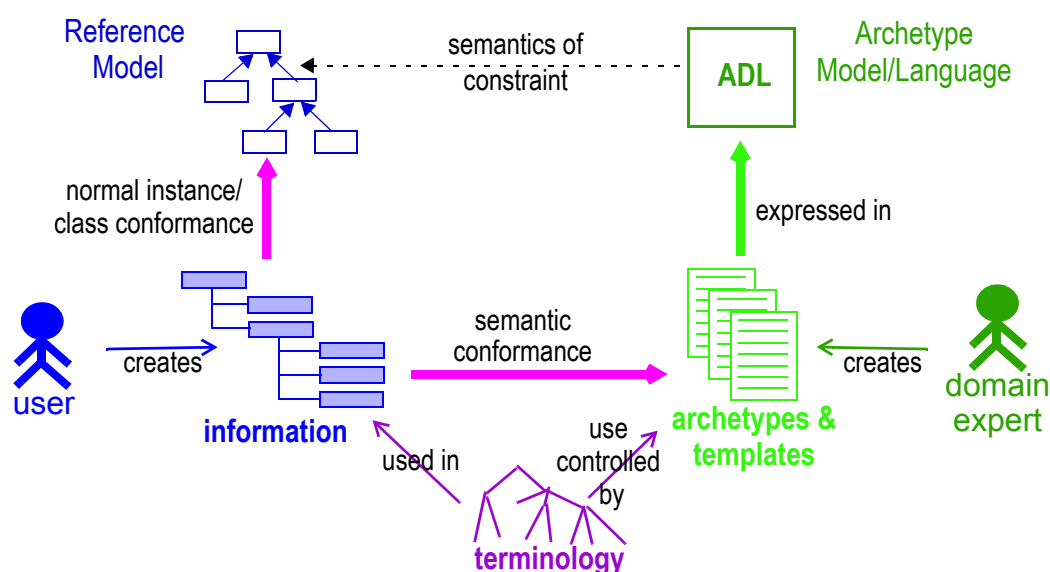 Reference
Model
semantics of
constraint
ADL
Archetype
Model/Language
normal instance/
class conformance
expressed in
user
creates
information
semantic
conformance
archetypes &
templates
creates
domain
expert
used in
use
controlled
by
terminology